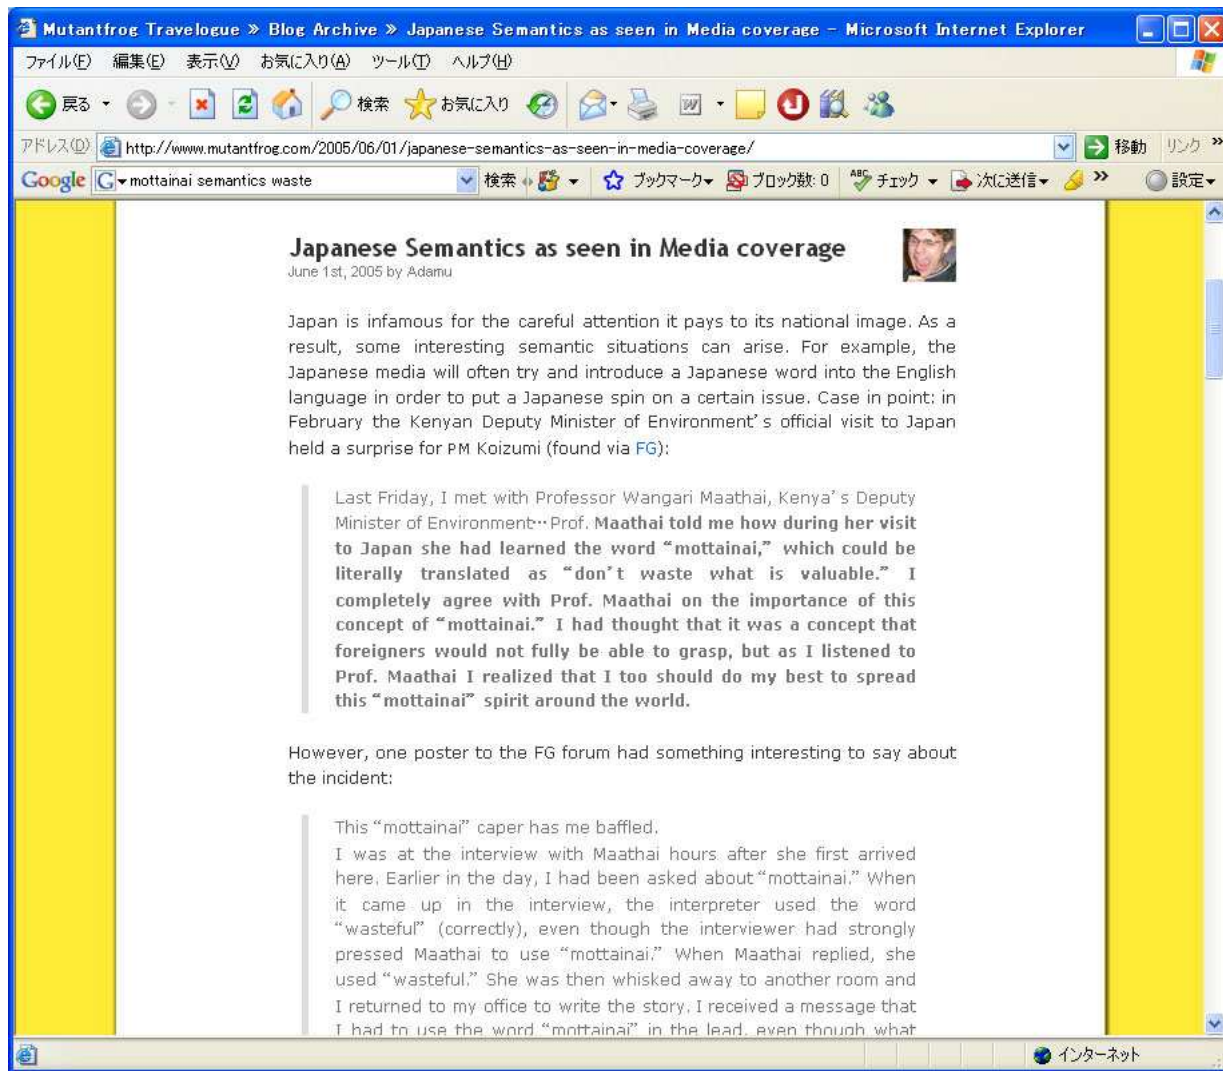 Mutantfrog Travelogue » Blog Archive » Japanese Semantics as seen in Media coverage - Microsoft Internet Explorer
ファイル(F) 編集(E) 表示(V) お気に入り(A) ツール(T) ヘルプ(H)
戻る 検索 お気に入り
アドレス(D) http://www.mutantfrog.com/2005/06/01/japanese-semantics-as-seen-in-media-coverage/ 移動 リンク »
Google G mottainai semantics waste 検索 ブックマーク ブロック数: 0 ABC チェック 次に送信 » 設定
Japanese Semantics as seen in Media coverage
June 1st, 2005 by Adamu
Japan is infamous for the careful attention it pays to its national image. As a
result, some interesting semantic situations can arise. For example, the
Japanese media will often try and introduce a Japanese word into the English
language in order to put a Japanese spin on a certain issue. Case in point: in
February the Kenyan Deputy Minister of Environment's official visit to Japan
held a surprise for PM Koizumi (found via FG):
Last Friday, I met with Professor Wangari Maathai, Kenya's Deputy
Minister of Environment…Prof. Maathai told me how during her visit
to Japan she had learned the word “mottainai,” which could be
literally translated as “don't waste what is valuable.” I
completely agree with Prof. Maathai on the importance of this
concept of “mottainai.” I had thought that it was a concept that
foreigners would not fully be able to grasp, but as I listened to
Prof. Maathai I realized that I too should do my best to spread
this “mottainai” spirit around the world.
However, one poster to the FG forum had something interesting to say about
the incident:
This “mottainai” caper has me baffled.
I was at the interview with Maathai hours after she first arrived
here. Earlier in the day, I had been asked about “mottainai.” When
it came up in the interview, the interpreter used the word
“wasteful” (correctly), even though the interviewer had strongly
pressed Maathai to use “mottainai.” When Maathai replied, she
used “wasteful.” She was then whisked away to another room and
I returned to my office to write the story. I received a message that
I had to use the word “mottainai” in the lead, even though what
インターネット